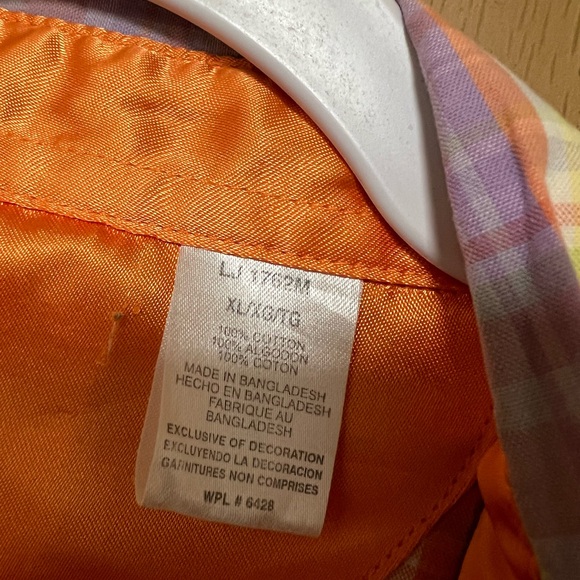 LJ 1762M
XL/XG/TG
100% COTTON
100% ALGODON
100% COTON
MADE IN BANGLADESH
HECHO EN BANGLADESH
FABRIQUE AU
BANGLADESH
EXCLUSIVE OF DECORATION
EXCLUYENDO LA DECORACION
GARNITURES NON COMPRISES
WPL # 6428